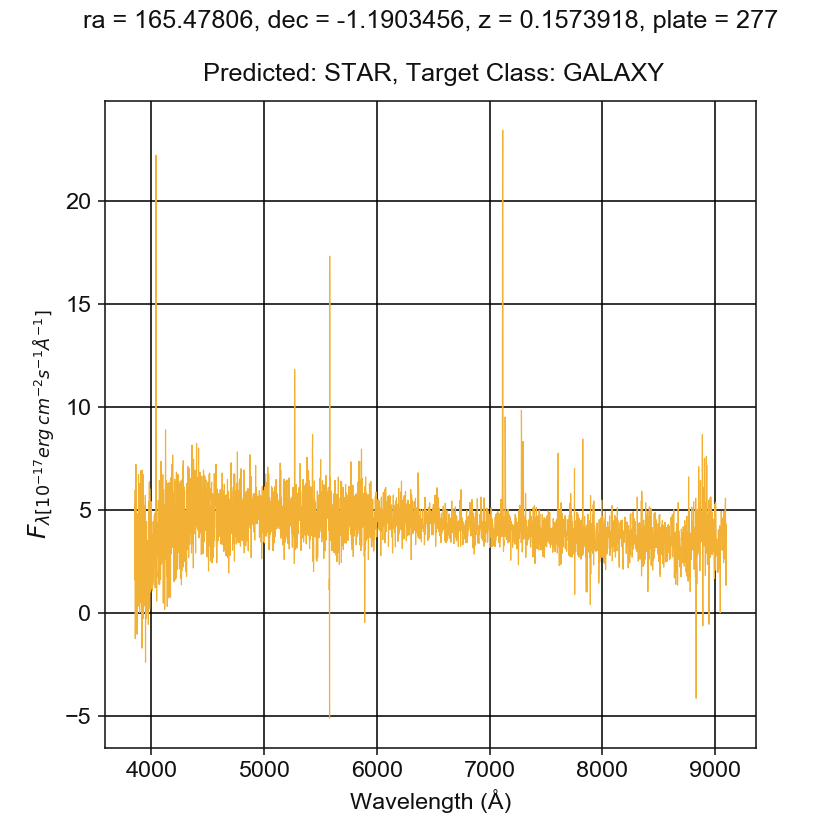 ra = 165.47806, dec = -1.1903456, z = 0.1573918, plate = 277
Predicted: STAR, Target Class: GALAXY
F_λ[10^{-17} erg cm^{-2} s^{-1} Å^{-1}]
20
15
10
5
0
−5
4000 5000 6000 7000 8000 9000
Wavelength (Å)